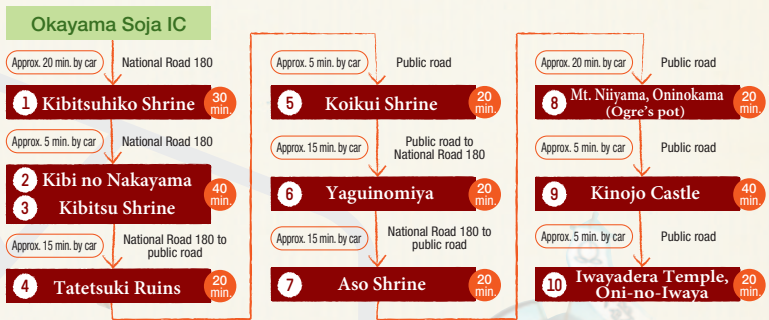 Okayama Soja IC
Approx. 20 min. by car
National Road 180
1 Kibitsuhiko Shrine
30
min.
Approx. 5 min. by car
National Road 180
2 Kibi no Nakayama
3 Kibitsu Shrine
40
min.
Approx. 15 min. by car
National Road 180 to
public road
4 Tatetsuki Ruins
20
min.
Approx. 5 min. by car
Public road
5 Koikui Shrine
20
min.
Approx. 15 min. by car
Public road to
National Road 180
6 Yaguinomiya
20
min.
Approx. 15 min. by car
National Road 180 to
public road
7 Aso Shrine
20
min.
Approx. 20 min. by car
Public road
8 Mt. Niiyama, Oninokama
(Ogre's pot)
20
min.
Approx. 5 min. by car
Public road
9 Kinojo Castle
40
min.
Approx. 5 min. by car
Public road
10 Iwayadera Temple,
Oni-no-Iwaya
20
min.